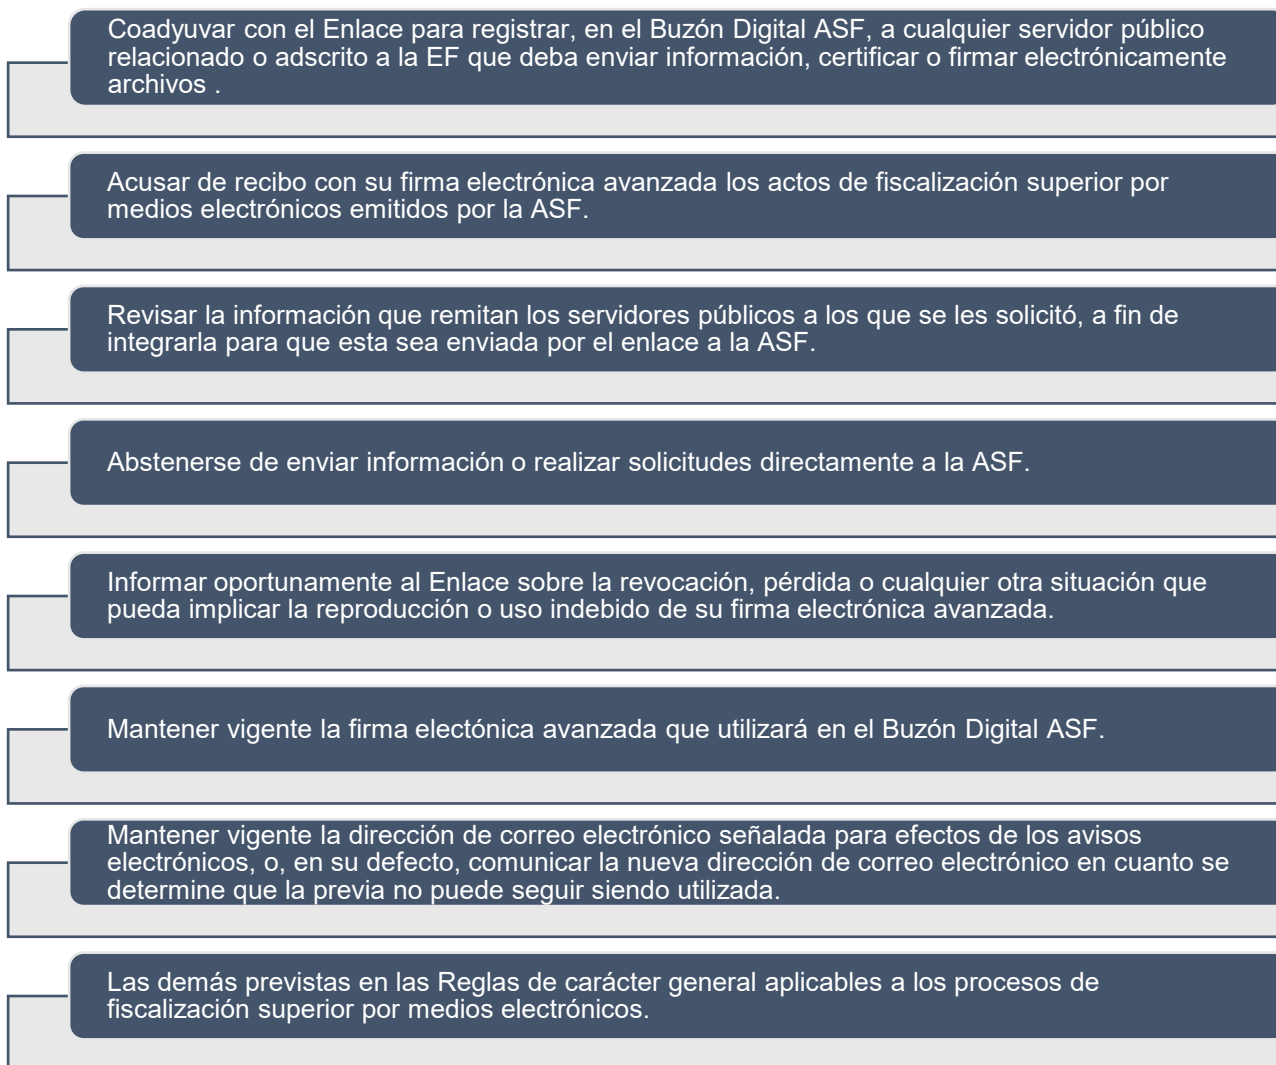 Coadyuvar con el Enlace para registrar, en el Buzón Digital ASF, a cualquier servidor público
relacionado o adscrito a la EF que deba enviar información, certificar o firmar electrónicamente
archivos .
Acusar de recibo con su firma electrónica avanzada los actos de fiscalización superior por
medios electrónicos emitidos por la ASF.
Revisar la información que remitan los servidores públicos a los que se les solicitó, a fin de
integrarla para que esta sea enviada por el enlace a la ASF.
Abstenerse de enviar información o realizar solicitudes directamente a la ASF.
Informar oportunamente al Enlace sobre la revocación, pérdida o cualquier otra situación que
pueda implicar la reproducción o uso indebido de su firma electrónica avanzada.
Mantener vigente la firma electónica avanzada que utilizará en el Buzón Digital ASF.
Mantener vigente la dirección de correo electrónico señalada para efectos de los avisos
electrónicos, o, en su defecto, comunicar la nueva dirección de correo electrónico en cuanto se
determine que la previa no puede seguir siendo utilizada.
Las demás previstas en las Reglas de carácter general aplicables a los procesos de
fiscalización superior por medios electrónicos.